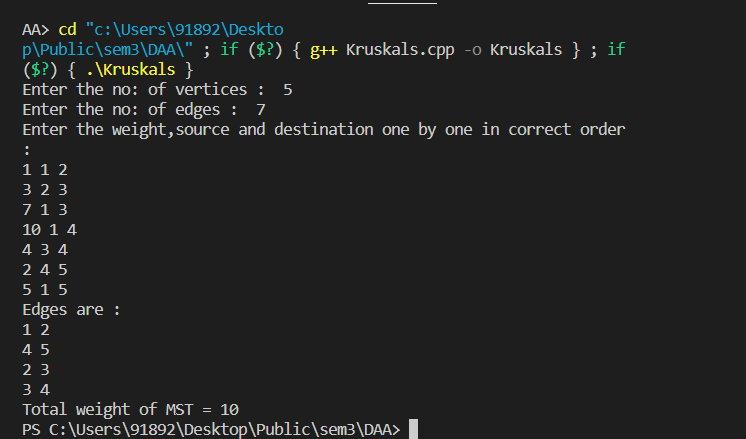 AA> cd "c:\Users\91892\Deskto
p\Public\sem3\DAA\" ; if ($?) { g++ Kruskals.cpp -o Kruskals } ; if
($?) { .\Kruskals }
Enter the no: of vertices :  5
Enter the no: of edges :  7
Enter the weight,source and destination one by one in correct order
:
1 1 2
3 2 3
7 1 3
10 1 4
4 3 4
2 4 5
5 1 5
Edges are :
1 2
4 5
2 3
3 4
Total weight of MST = 10
PS C:\Users\91892\Desktop\Public\sem3\DAA>